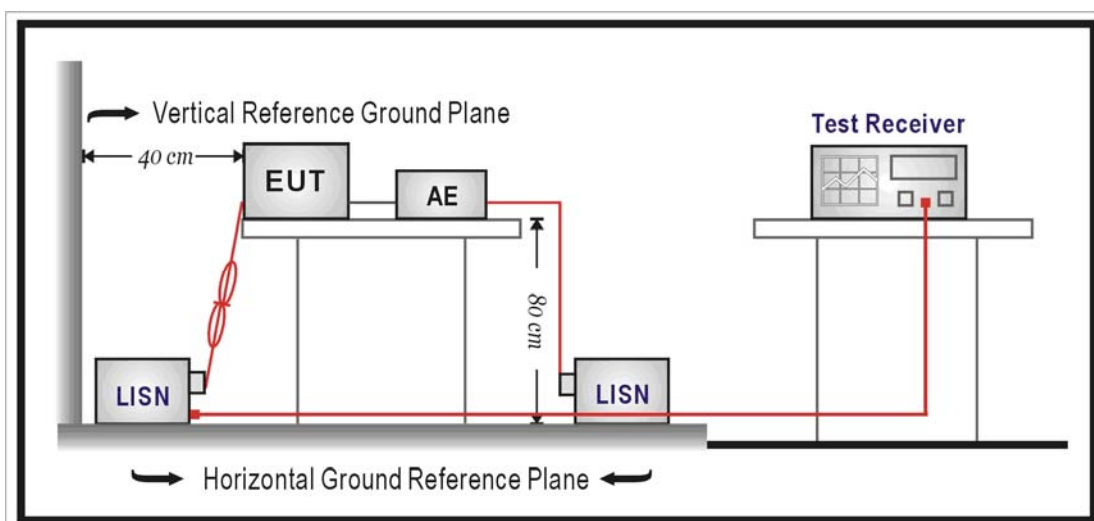 Vertical Reference Ground Plane
Test Receiver
40 cm
EUT
AE
80 cm
LISN
LISN
Horizontal Ground Reference Plane